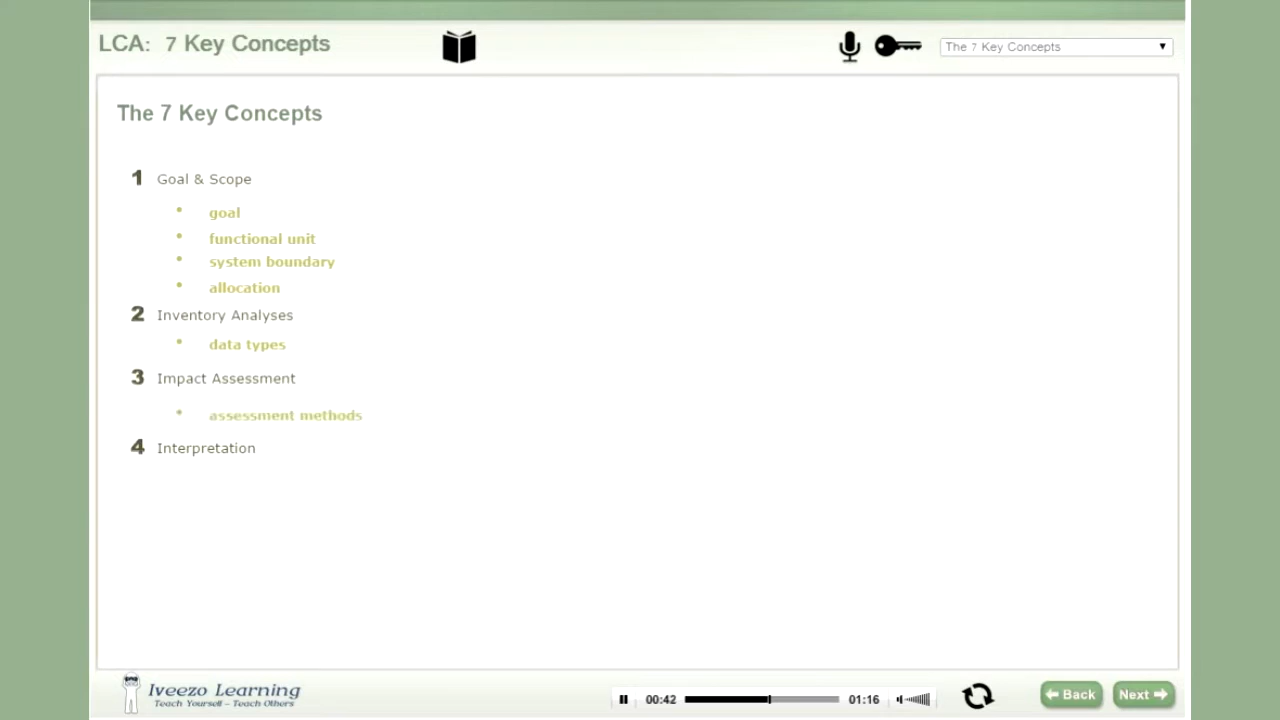 LCA: 7 Key Concepts
The 7 Key Concepts
The 7 Key Concepts
1 Goal & Scope
• goal
• functional unit
• system boundary
• allocation
2 Inventory Analyses
• data types
3 Impact Assessment
• assessment methods
4 Interpretation
Iveezo Learning
Teach Yourself - Teach Others
00:42
01:16
Back
Next